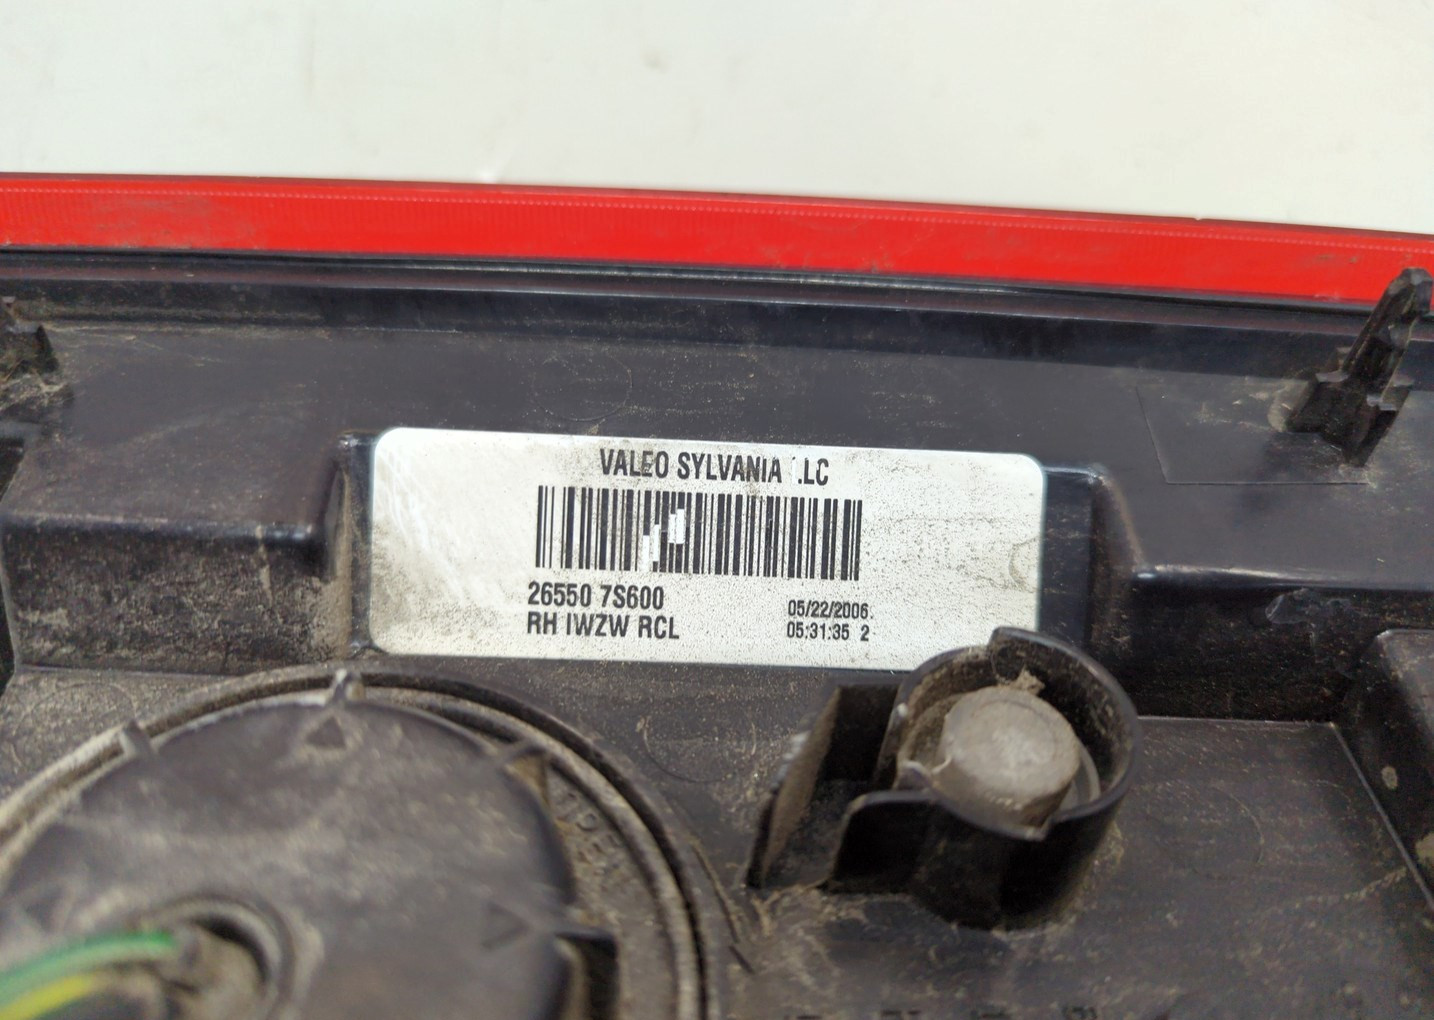 VALEO SYLVANIA LLC
26550 7S600
RH IWZW RCL
05/22/2006.
05:31:35 2